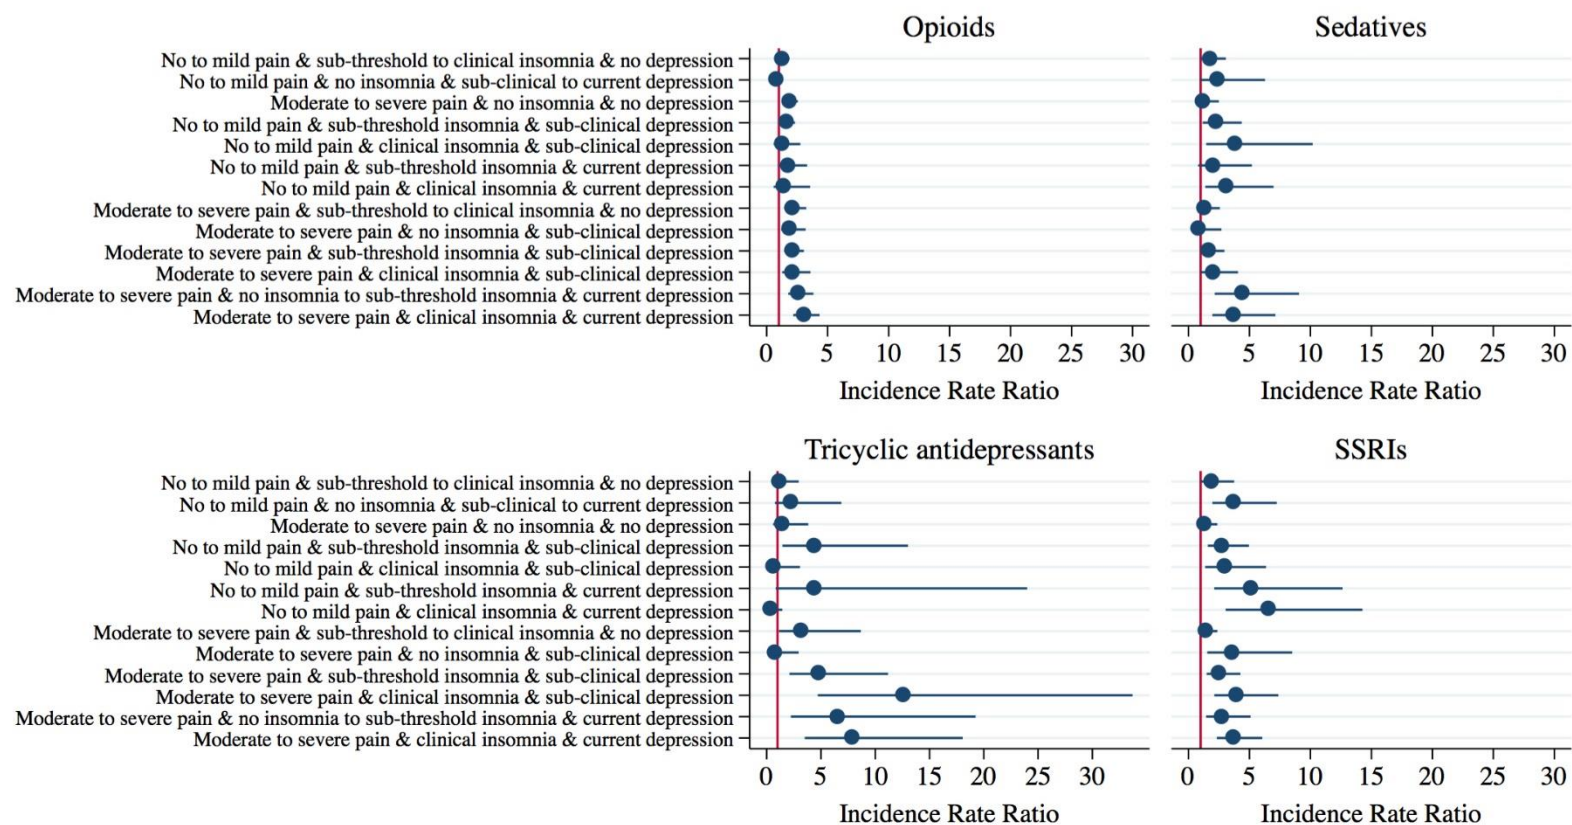 Opioids Sedatives
No to mild pain & sub-threshold to clinical insomnia & no depression
No to mild pain & no insomnia & sub-clinical to current depression
Moderate to severe pain & no insomnia & no depression
No to mild pain & sub-threshold insomnia & sub-clinical depression
No to mild pain & clinical insomnia & sub-clinical depression
No to mild pain & sub-threshold insomnia & current depression
No to mild pain & clinical insomnia & current depression
Moderate to severe pain & sub-threshold to clinical insomnia & no depression
Moderate to severe pain & no insomnia & sub-clinical depression
Moderate to severe pain & sub-threshold insomnia & sub-clinical depression
Moderate to severe pain & clinical insomnia & sub-clinical depression
Moderate to severe pain & no insomnia to sub-threshold insomnia & current depression
Moderate to severe pain & clinical insomnia & current depression
0 5 10 15 20 25 30 0 5 10 15 20 25 30
Incidence Rate Ratio Incidence Rate Ratio
Tricyclic antidepressants SSRIs
No to mild pain & sub-threshold to clinical insomnia & no depression
No to mild pain & no insomnia & sub-clinical to current depression
Moderate to severe pain & no insomnia & no depression
No to mild pain & sub-threshold insomnia & sub-clinical depression
No to mild pain & clinical insomnia & sub-clinical depression
No to mild pain & sub-threshold insomnia & current depression
No to mild pain & clinical insomnia & current depression
Moderate to severe pain & sub-threshold to clinical insomnia & no depression
Moderate to severe pain & no insomnia & sub-clinical depression
Moderate to severe pain & sub-threshold insomnia & sub-clinical depression
Moderate to severe pain & clinical insomnia & sub-clinical depression
Moderate to severe pain & no insomnia to sub-threshold insomnia & current depression
Moderate to severe pain & clinical insomnia & current depression
0 5 10 15 20 25 30 0 5 10 15 20 25 30
Incidence Rate Ratio Incidence Rate Ratio